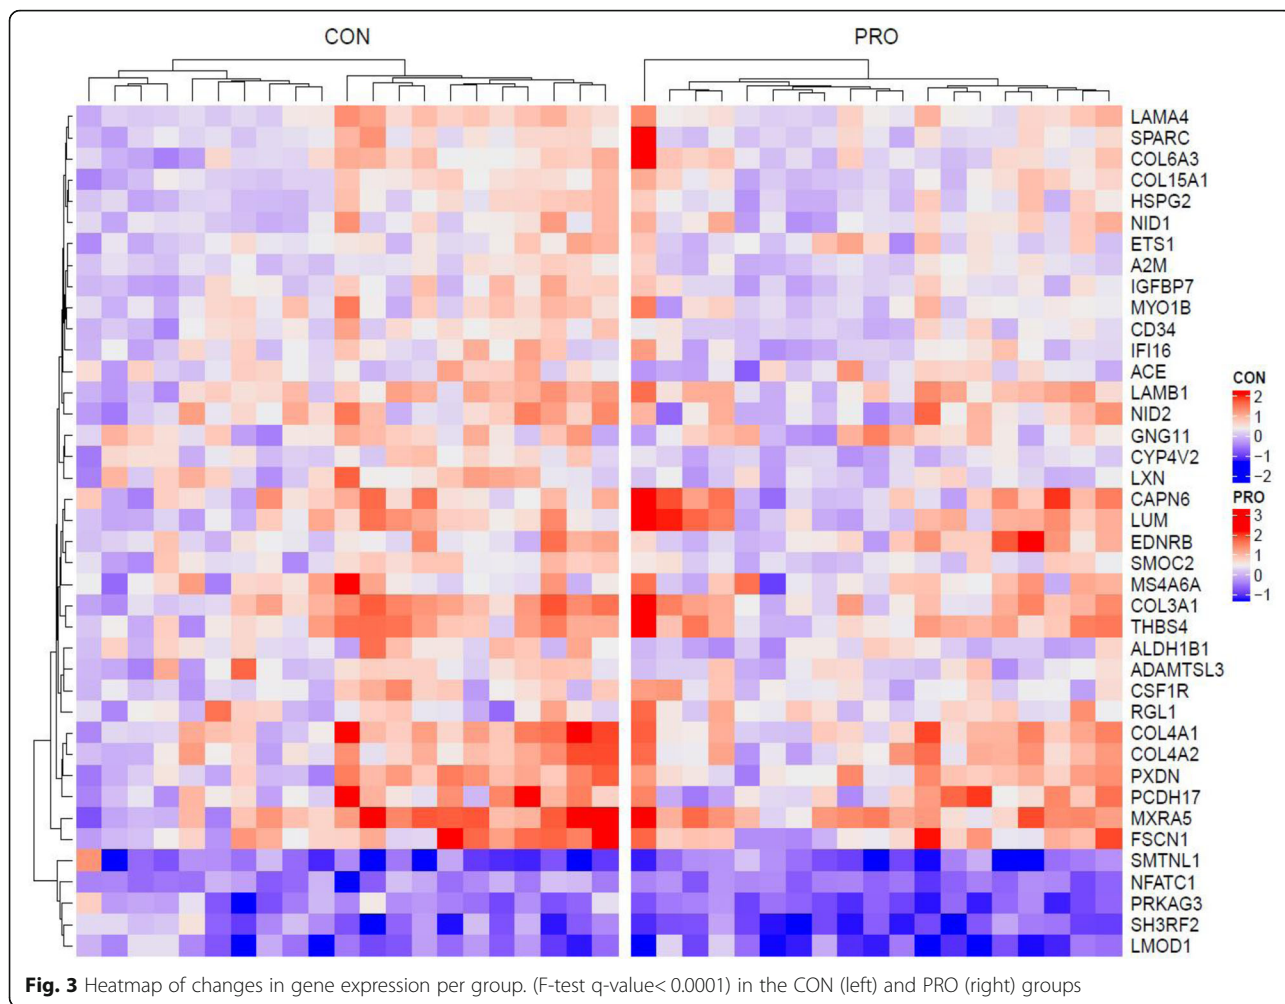 CON
PRO
LAMA4
SPARC
COL6A3
COL15A1
HSPG2
NID1
ETS1
A2M
IGFBP7
MYO1B
CD34
IFI16
ACE
LAMB1
NID2
GNG11
CYP4V2
LXN
CAPN6
LUM
EDNRB
SMOC2
MS4A6A
COL3A1
THBS4
ALDH1B1
ADAMTSL3
CSF1R
RGL1
COL4A1
COL4A2
PXDN
PCDH17
MXRA5
FSCN1
SMTNL1
NFATC1
PRKAG3
SH3RF2
LMOD1
CON
2
1
0
−1
−2
PRO
3
2
1
0
−1
Fig. 3 Heatmap of changes in gene expression per group. (F-test q-value< 0.0001) in the CON (left) and PRO (right) groups